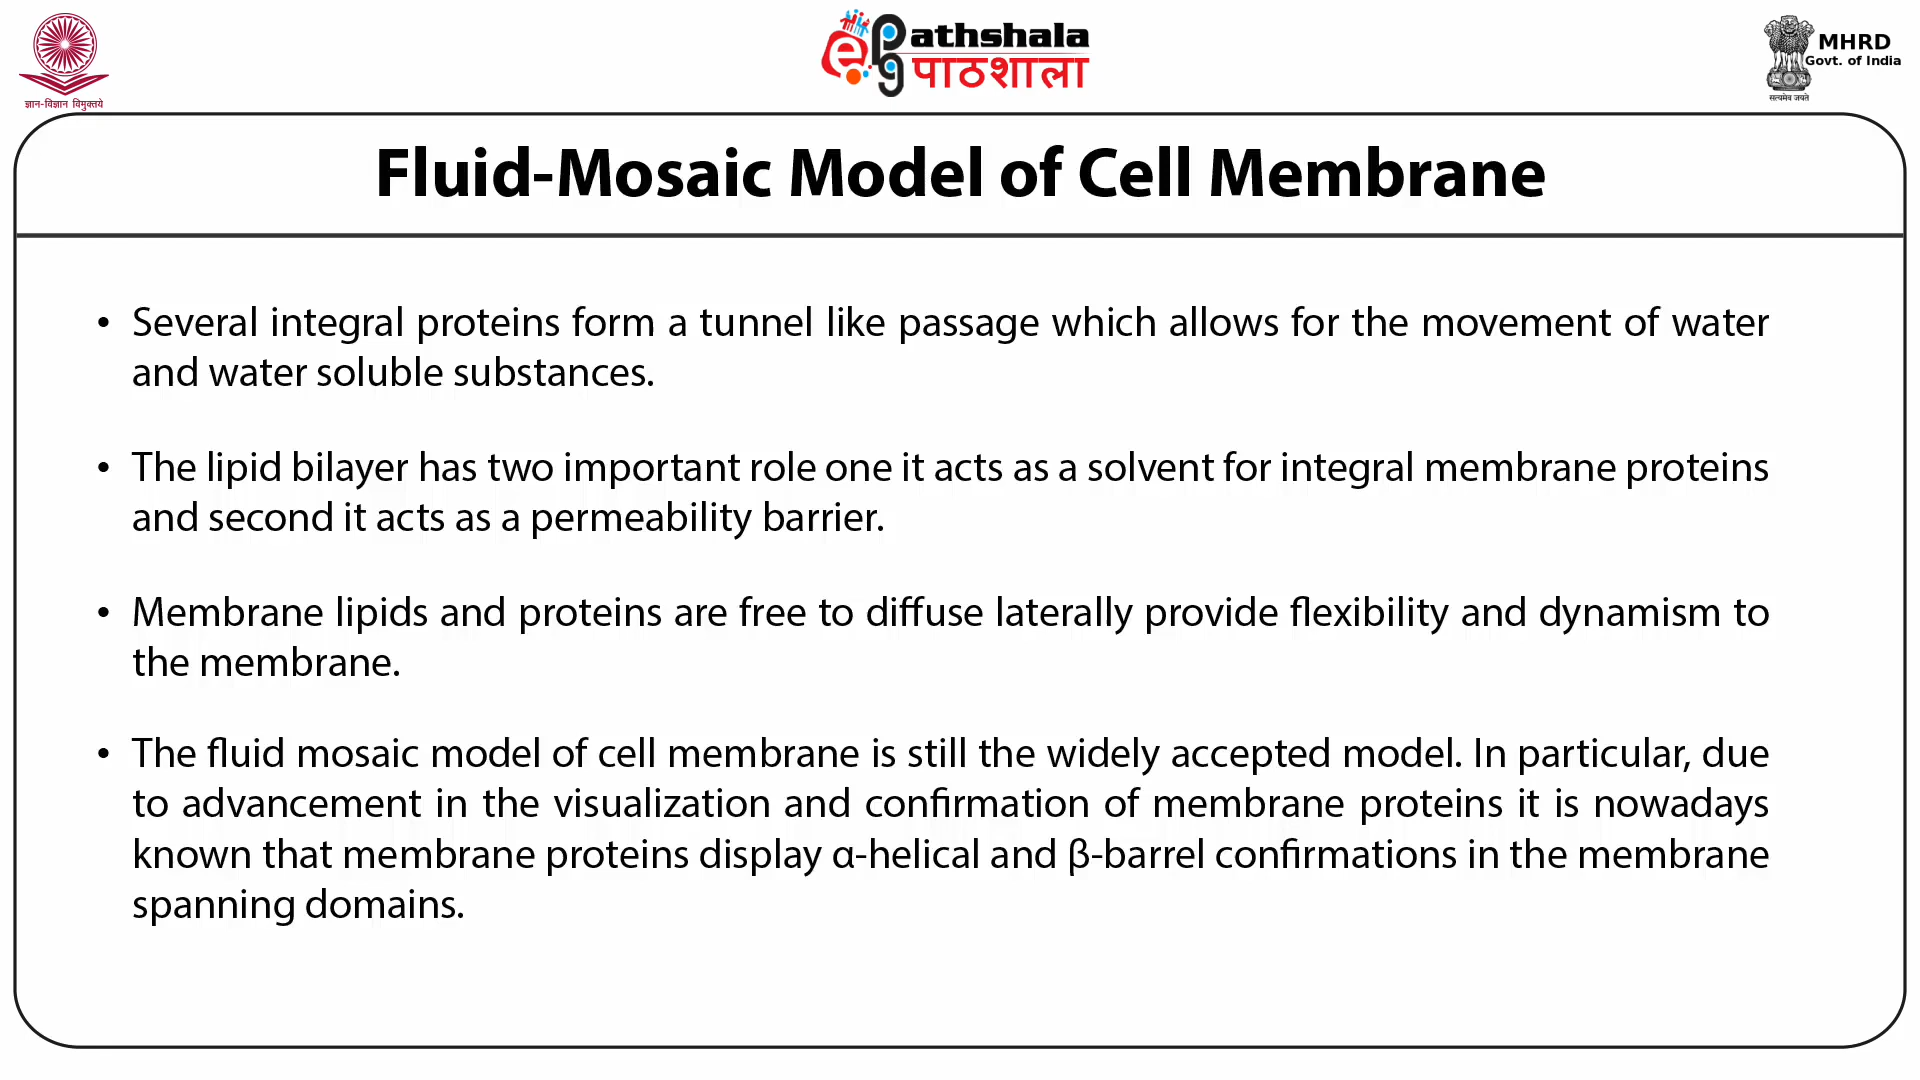 ज्ञान-विज्ञान विमुक्तये
ePathshala
पाठशाला
MHRD
Govt. of India
सत्यमेव जयते
Fluid-Mosaic Model of Cell Membrane
• Several integral proteins form a tunnel like passage which allows for the movement of water
and water soluble substances.
• The lipid bilayer has two important role one it acts as a solvent for integral membrane proteins
and second it acts as a permeability barrier.
• Membrane lipids and proteins are free to diffuse laterally provide flexibility and dynamism to
the membrane.
• The fluid mosaic model of cell membrane is still the widely accepted model. In particular, due
to advancement in the visualization and confirmation of membrane proteins it is nowadays
known that membrane proteins display α-helical and β-barrel confirmations in the membrane
spanning domains.